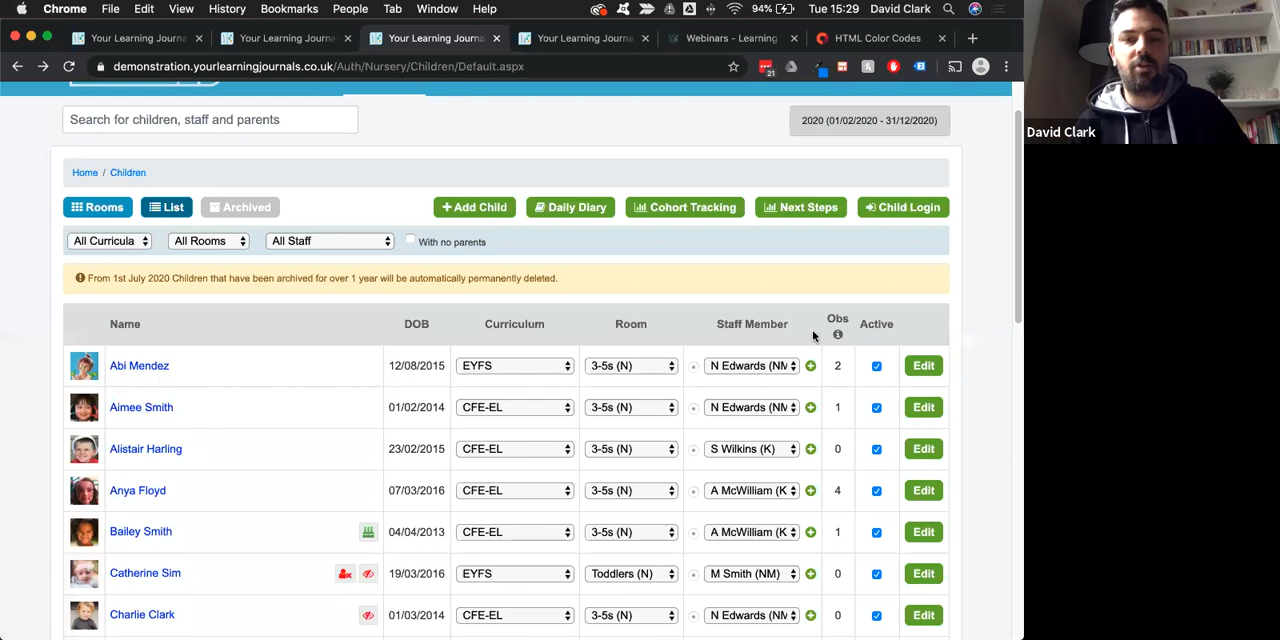 Chrome File Edit View History Bookmarks People Tab Window Help 94% Tue 15:29 David Clark
Your Learning Journa Your Learning Journa Your Learning Journa Your Learning Journa Webinars - Learning HTML Color Codes
demonstration.yourlearningjournals.co.uk/Auth/Nursery/Children/Default.aspx 21
David Clark
Search for children, staff and parents 2020 (01/02/2020 - 31/12/2020)
Home / Children
Rooms List Archived + Add Child Daily Diary Cohort Tracking Next Steps Child Login
All Curricula All Rooms All Staff With no parents
From 1st July 2020 Children that have been archived for over 1 year will be automatically permanently deleted.
Name DOB Curriculum Room Staff Member Obs Active
Abi Mendez 12/08/2015 EYFS 3-5s (N) N Edwards (NM 2 Edit
Aimee Smith 01/02/2014 CFE-EL 3-5s (N) N Edwards (NM 1 Edit
Alistair Harling 23/02/2015 CFE-EL 3-5s (N) S Wilkins (K) 0 Edit
Anya Floyd 07/03/2016 CFE-EL 3-5s (N) A McWilliam (K 4 Edit
Bailey Smith 04/04/2013 CFE-EL 3-5s (N) A McWilliam (K 1 Edit
Catherine Sim 19/03/2016 EYFS Toddlers (N) M Smith (NM) 0 Edit
Charlie Clark 01/03/2014 CFE-EL 3-5s (N) N Edwards (NM 0 Edit